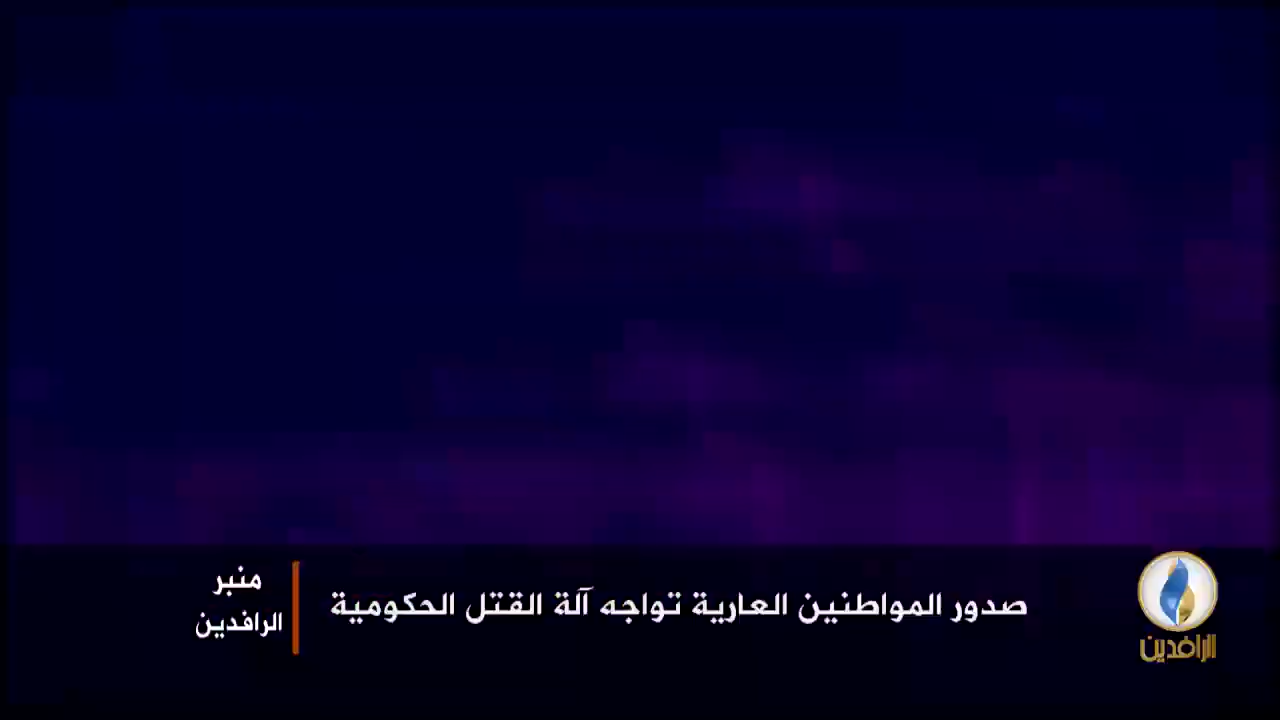 صدور المواطنين العارية تواجه آلة القتل الحكومية
منبر
الرافدين
الرافدين